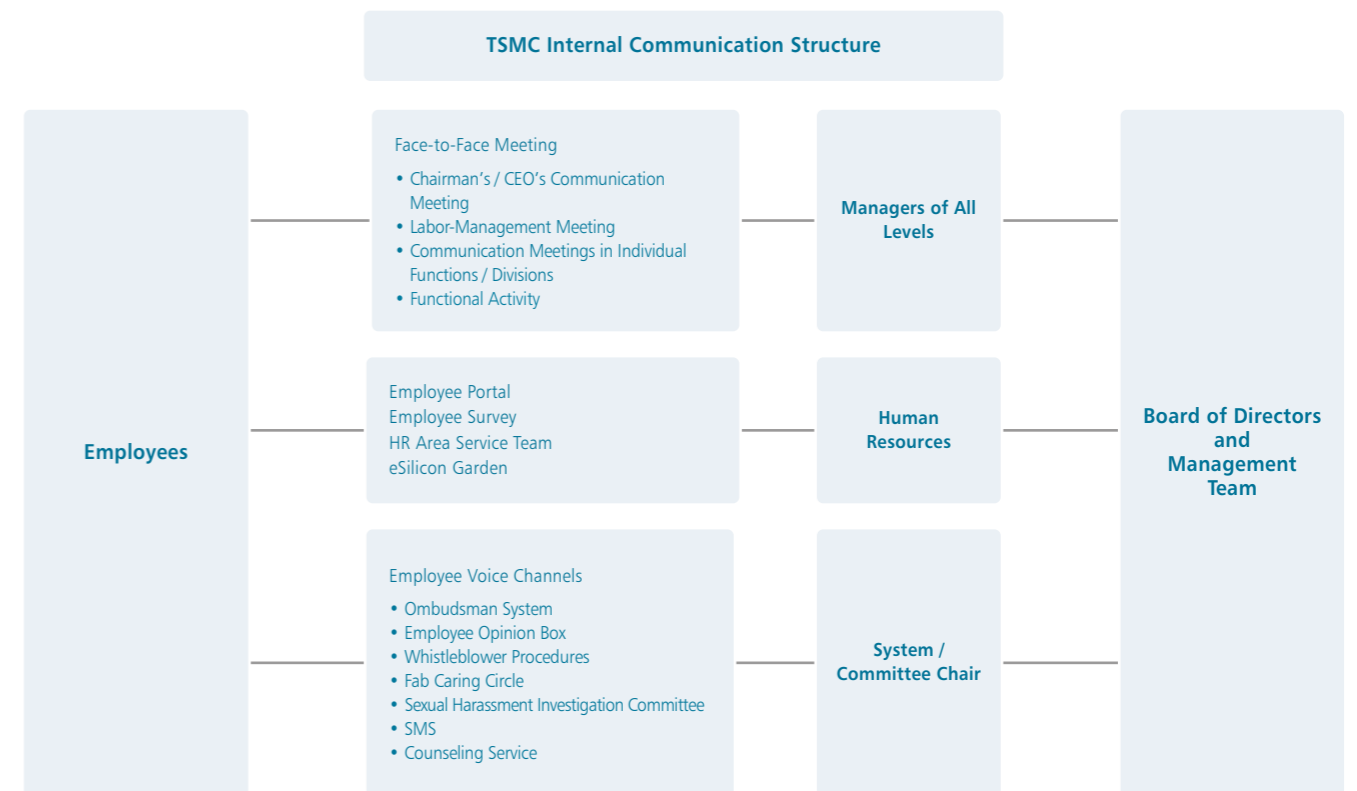 TSMC Internal Communication Structure
Employees
Face-to-Face Meeting
• Chairman's / CEO's Communication
Meeting
• Labor-Management Meeting
• Communication Meetings in Individual
Functions / Divisions
• Functional Activity
Managers of All
Levels
Employee Portal
Employee Survey
HR Area Service Team
eSilicon Garden
Human
Resources
Employee Voice Channels
• Ombudsman System
• Employee Opinion Box
• Whistleblower Procedures
• Fab Caring Circle
• Sexual Harassment Investigation Committee
• SMS
• Counseling Service
System /
Committee Chair
Board of Directors
and
Management
Team